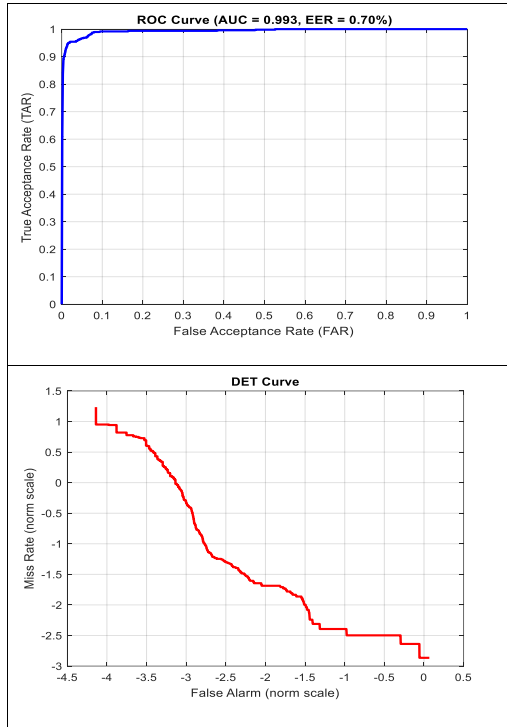 ROC Curve (AUC = 0.993, EER = 0.70%)
1
0.9
0.8
0.7
0.6
0.5
0.4
0.3
0.2
0.1
0
True Acceptance Rate (TAR)
0 0.1 0.2 0.3 0.4 0.5 0.6 0.7 0.8 0.9 1
False Acceptance Rate (FAR)
DET Curve
1.5
1
0.5
0
-0.5
-1
-1.5
-2
-2.5
-3
Miss Rate (norm scale)
-4.5 -4 -3.5 -3 -2.5 -2 -1.5 -1 -0.5 0 0.5
False Alarm (norm scale)